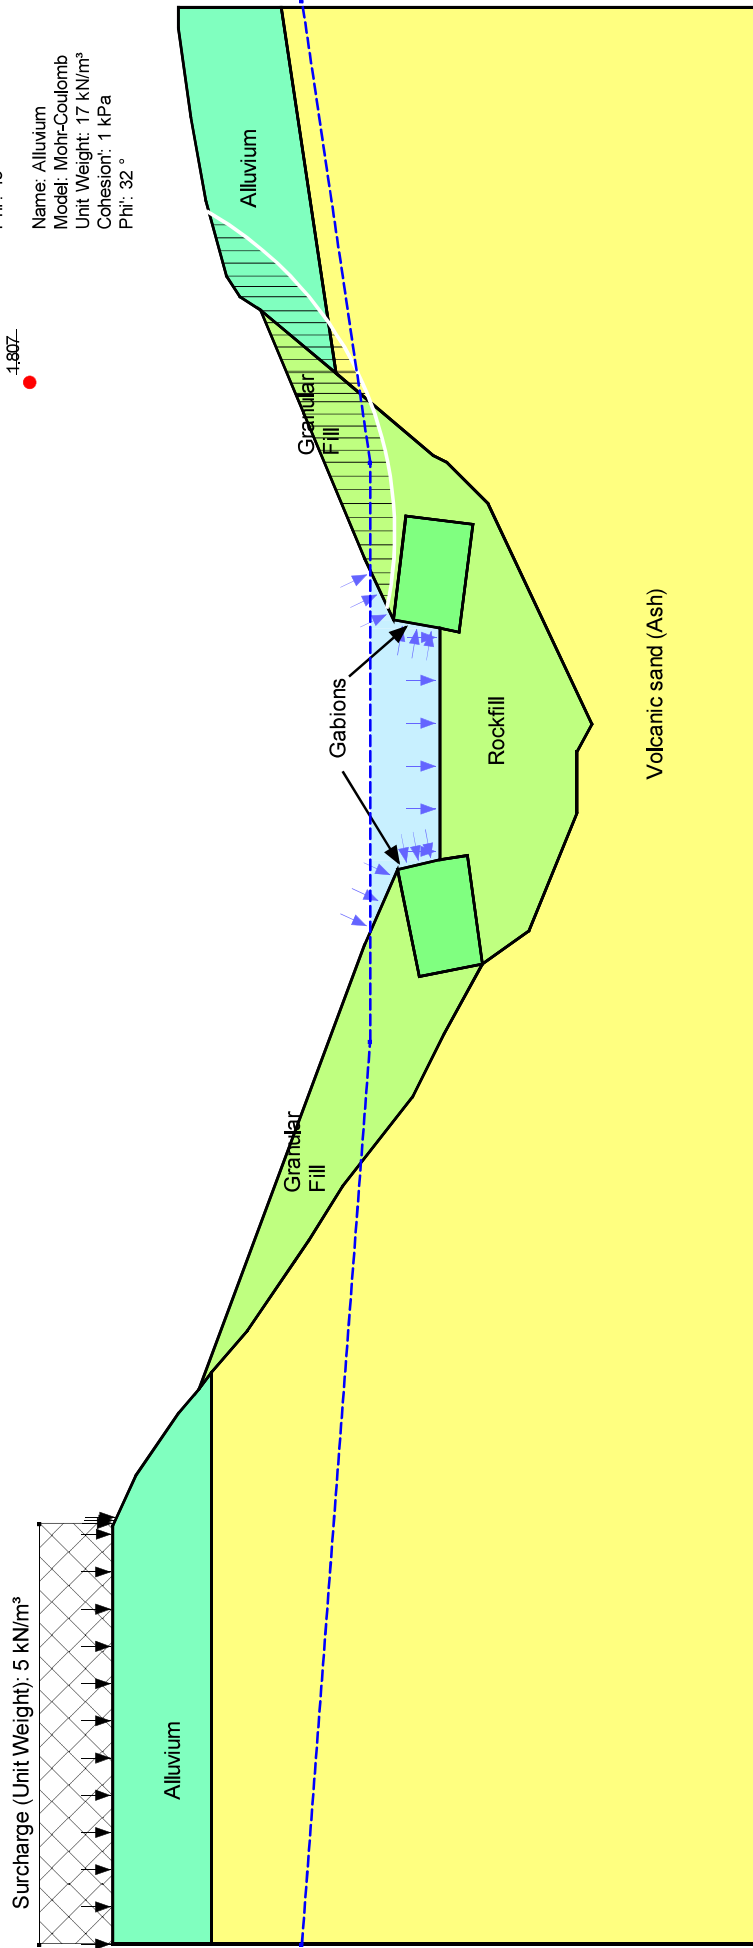 Name: Alluvium
Model: Mohr-Coulomb
Unit Weight: 17 kN/m³
Cohesion': 1 kPa
Phi': 32 °
1.807
Surcharge (Unit Weight): 5 kN/m³
Alluvium
Granular
Fill
Gabions
Granular
Fill
Alluvium
Rockfill
Volcanic sand (Ash)